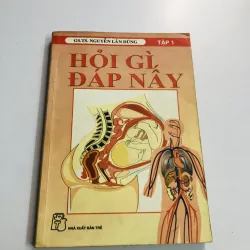 GS.TS. NGUYỄN LÂN DŨNG
TẬP 1
HỎI GÌ,
ĐÁP NẤY
NHÀ XUẤT BẢN TRẺ